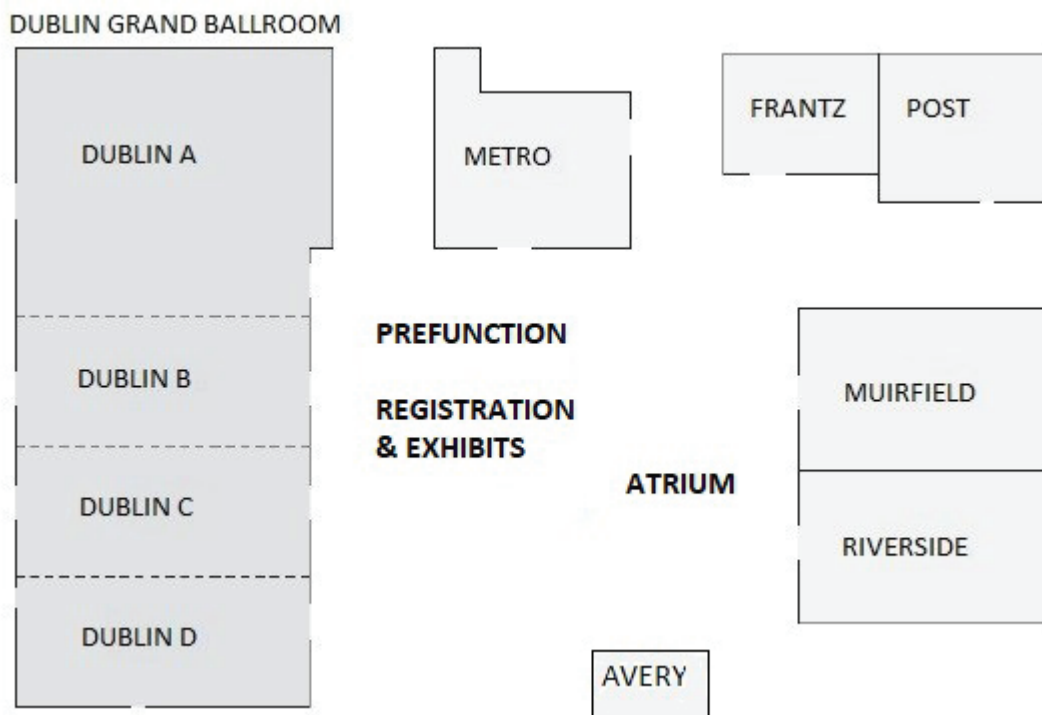 DUBLIN GRAND BALLROOM
DUBLIN A
METRO
FRANTZ
POST
PREFUNCTION
DUBLIN B
REGISTRATION
& EXHIBITS
MUIRFIELD
ATRIUM
DUBLIN C
RIVERSIDE
DUBLIN D
AVERY